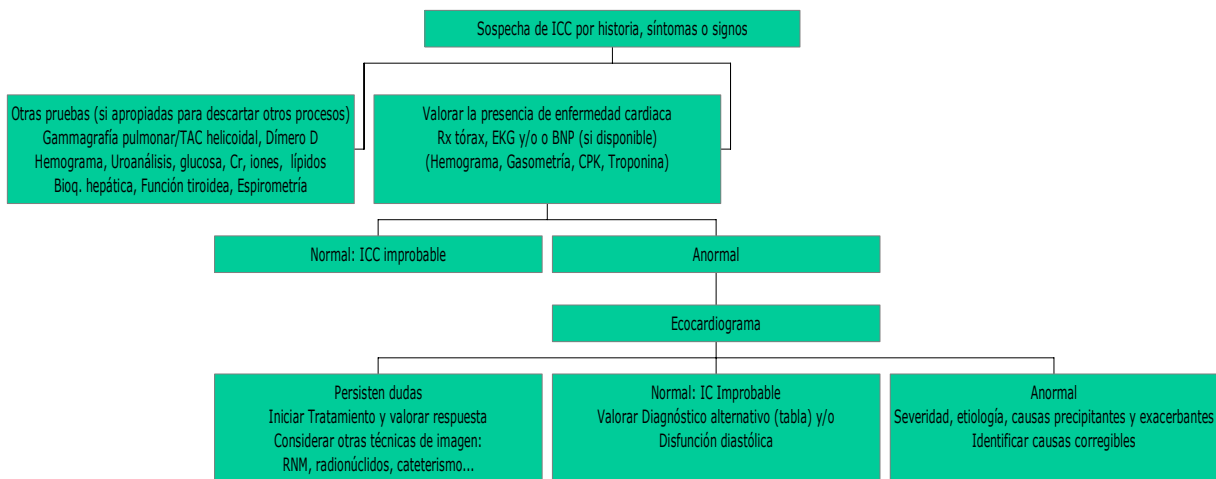 Sospecha de ICC por historia, síntomas o signos
Otras pruebas (si apropiadas para descartar otros procesos)
Gammagrafía pulmonar/TAC helicoidal, Dímero D
Hemograma, Uroanálisis, glucosa, Cr, iones, lípidos
Bioq. hepática, Función tiroidea, Espirometría
Valorar la presencia de enfermedad cardiaca
Rx tórax, EKG y/o o BNP (si disponible)
(Hemograma, Gasometría, CPK, Troponina)
Normal: ICC improbable
Anormal
Ecocardiograma
Persisten dudas
Iniciar Tratamiento y valorar respuesta
Considerar otras técnicas de imagen:
RNM, radionúclidos, cateterismo...
Normal: IC Improbable
Valorar Diagnóstico alternativo (tabla) y/o
Disfunción diastólica
Anormal
Severidad, etiología, causas precipitantes y exacerbantes
Identificar causas corregibles